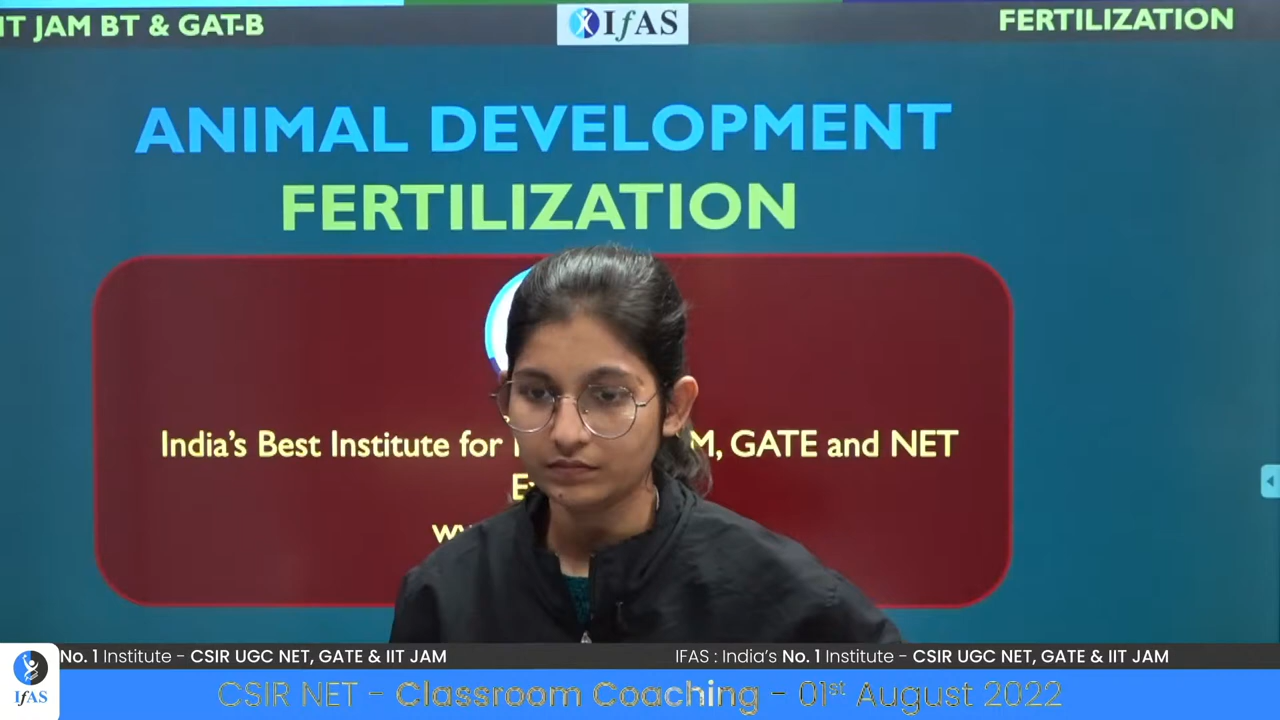 IIT JAM BT & GAT-B
IfAS
FERTILIZATION
ANIMAL DEVELOPMENT
FERTILIZATION
India's Best Institute for M, GATE and NET
No. 1 Institute - CSIR UGC NET, GATE & IIT JAM
IFAS : India's No. 1 Institute - CSIR UGC NET, GATE & IIT JAM
IfAS
CSIR NET - Classroom Coaching - 01st August 2022